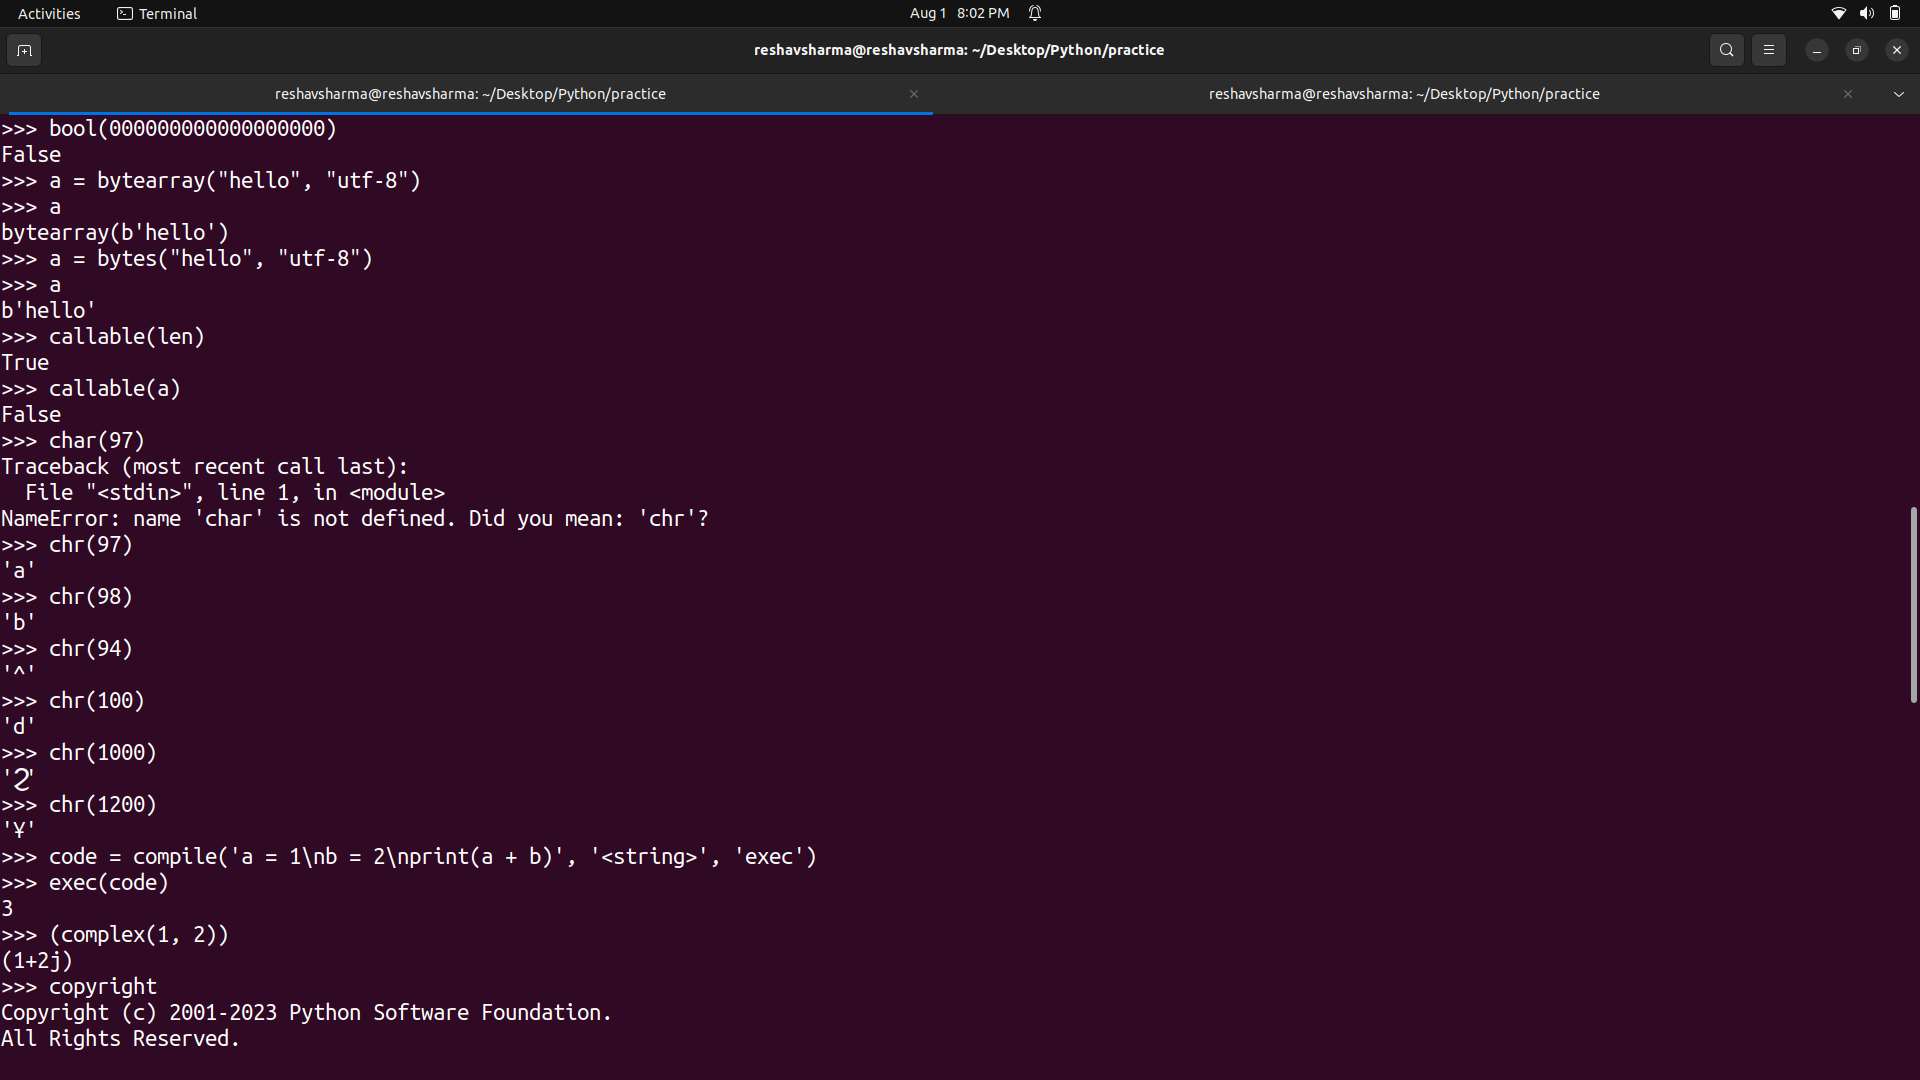 Activities Terminal Aug 1 8:02 PM
reshavsharma@reshavsharma: ~/Desktop/Python/practice
reshavsharma@reshavsharma: ~/Desktop/Python/practice reshavsharma@reshavsharma: ~/Desktop/Python/practice
>>> bool(000000000000000000)
False
>>> a = bytearray("hello", "utf-8")
>>> a
bytearray(b'hello')
>>> a = bytes("hello", "utf-8")
>>> a
b'hello'
>>> callable(len)
True
>>> callable(a)
False
>>> char(97)
Traceback (most recent call last):
  File "<stdin>", line 1, in <module>
NameError: name 'char' is not defined. Did you mean: 'chr'?
>>> chr(97)
'a'
>>> chr(98)
'b'
>>> chr(94)
'^'
>>> chr(100)
'd'
>>> chr(1000)
'Ϩ'
>>> chr(1200)
'Ұ'
>>> code = compile('a = 1\nb = 2\nprint(a + b)', '<string>', 'exec')
>>> exec(code)
3
>>> (complex(1, 2))
(1+2j)
>>> copyright
Copyright (c) 2001-2023 Python Software Foundation.
All Rights Reserved.